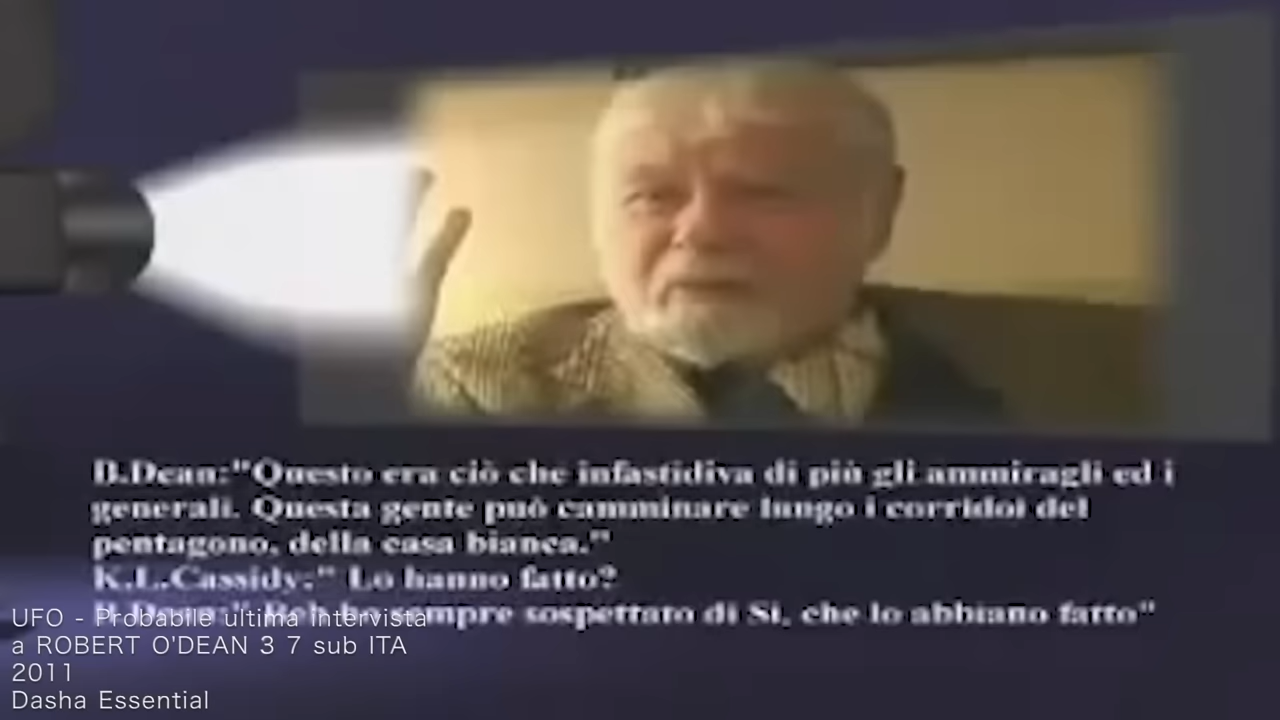 B.Dean:"Questo era ciò che infastidiva di più gli ammiragli ed i
generali. Questa gente può camminare lungo i corridoi del
pentagono, della casa bianca."
K.L.Cassidy:" Lo hanno fatto?
sempre sospettato di Si, che lo abbiano fatto"
UFO - Probabile ultima intervista
a ROBERT O'DEAN 3 7 sub ITA
2011
Dasha Essential